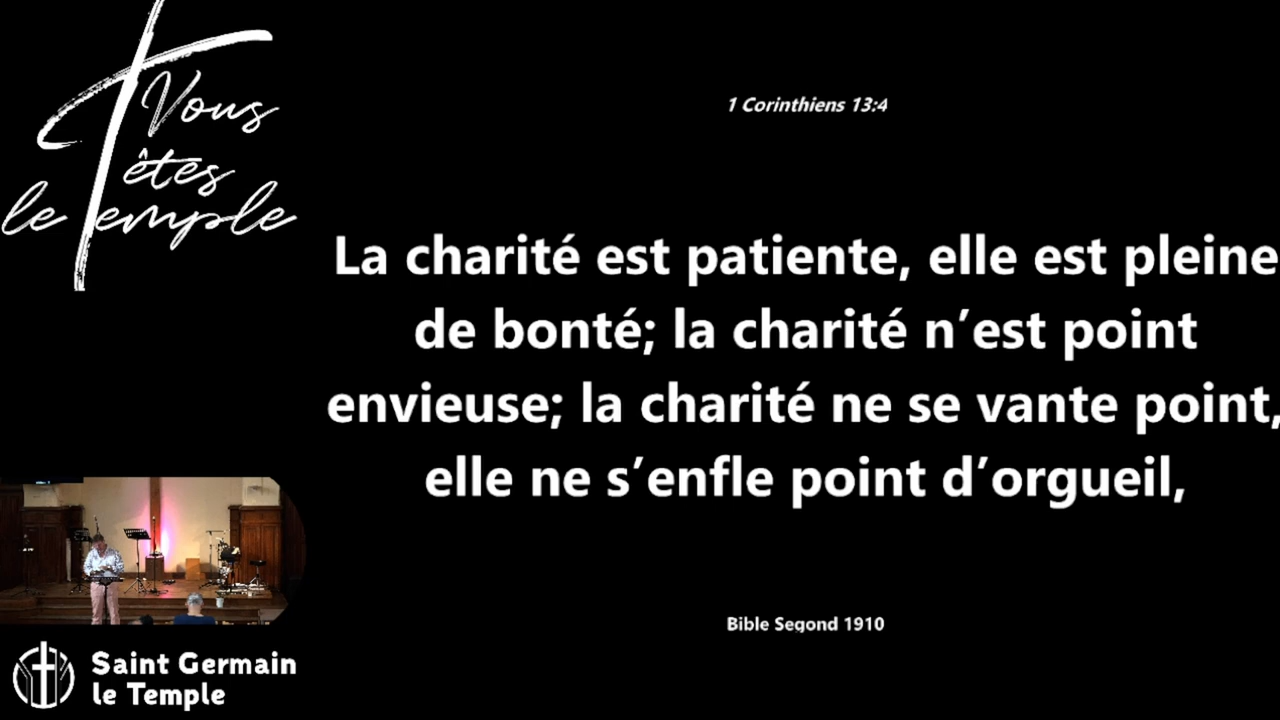 Vous
êtes
le Temple
1 Corinthiens 13:4
La charité est patiente, elle est pleine
de bonté; la charité n’est point
envieuse; la charité ne se vante point,
elle ne s’enfle point d’orgueil,
Bible Segond 1910
Saint Germain
le Temple